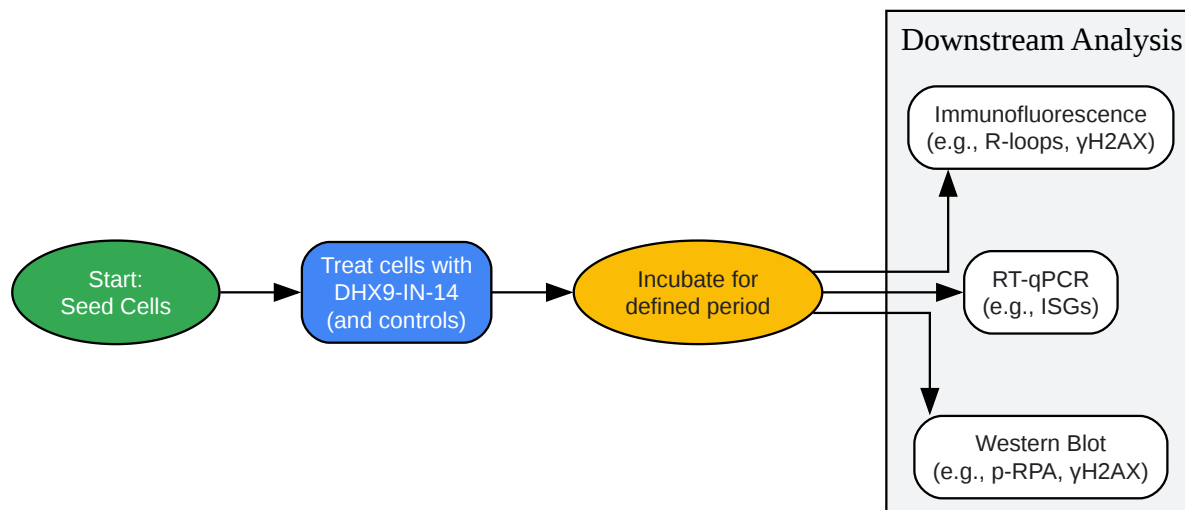 Downstream Analysis
Immunofluorescence
(e.g., R-loops, γH2AX)
Start:
Seed Cells
Treat cells with
DHX9-IN-14
(and controls)
Incubate for
defined period
RT-qPCR
(e.g., ISGs)
Western Blot
(e.g., p-RPA, γH2AX)